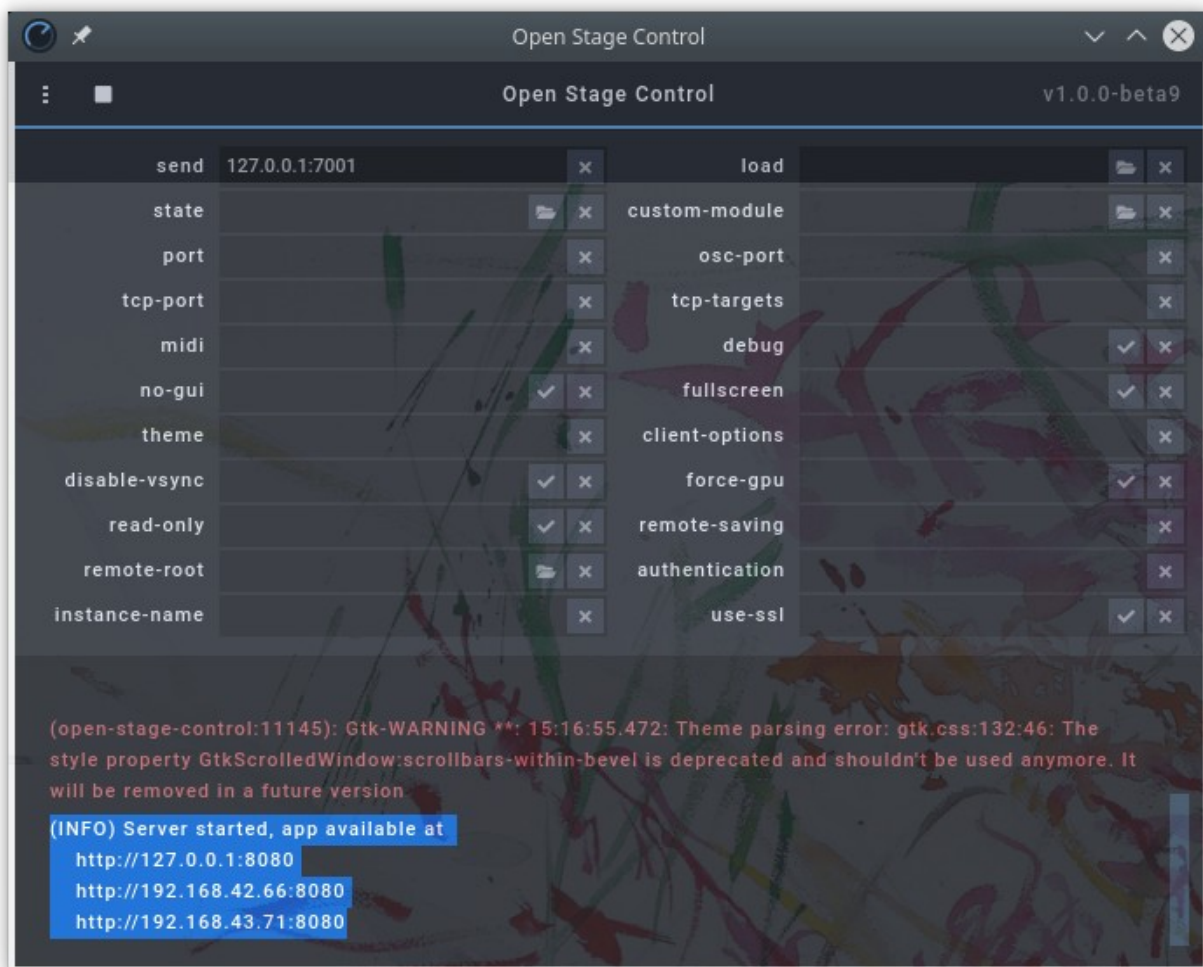 Open Stage Control
Open Stage Control v1.0.0-beta9
send 127.0.0.1:7001 load
state custom-module
port osc-port
tcp-port tcp-targets
midi debug
no-gui fullscreen
theme client-options
disable-vsync force-gpu
read-only remote-saving
remote-root authentication
instance-name use-ssl
(open-stage-control:11145): Gtk-WARNING **: 15:16:55.472: Theme parsing error: gtk.css:132:46: The
style property GtkScrolledWindow:scrollbars-within-bevel is deprecated and shouldn't be used anymore. It
will be removed in a future version
(INFO) Server started, app available at
http://127.0.0.1:8080
http://192.168.42.66:8080
http://192.168.43.71:8080